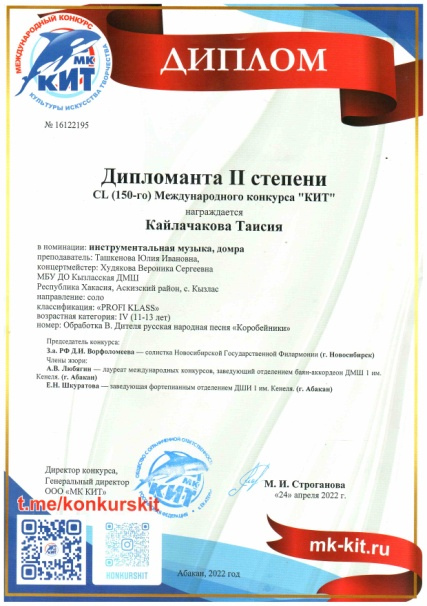 МЕЖДУНАРОДНЫЙ КОНКУРС
МК
КИТ
КУЛЬТУРЫ ИСКУССТВА ТВОРЧЕСТВА
ДИПЛОМ
№ 16122195
Дипломанта II степени
CL (150-го) Международного конкурса "КИТ"
награждается
Кайлачакова Таисия
в номинации: инструментальная музыка, домра
преподаватель: Ташкенова Юлия Ивановна,
концертмейстер: Худякова Вероника Сергеевна
МБУ ДО Кызласская ДМШ
Республика Хакасия, Аскизский район, с. Кызлас
направление: соло
классификация: «PROFI KLASS»
возрастная категория: IV (11-13 лет)
номер: Обработка В. Дителя русская народная песня «Коробейники»
Председатель конкурса:
З.а. РФ Д.И. Ворфоломеева — солистка Новосибирской Государственной Филармонии (г. Новосибирск)
Члены жюри:
А.В. Любягин — лауреат международных конкурсов, заведующий отделением баян-аккордеон ДМШ 1 им.
Кенеля. (г. Абакан)
Е.Н. Шкуратова — заведующая фортепианным отделением ДШИ 1 им. Кенеля. (г. Абакан)
Директор конкурса,
Генеральный директор
ООО «МК КИТ»
МК
КИТ
М. И. Строганова
«24» апреля 2022 г.
t.me/konkurskit
KONKURSKIT
mk-kit.ru
Абакан, 2022 год